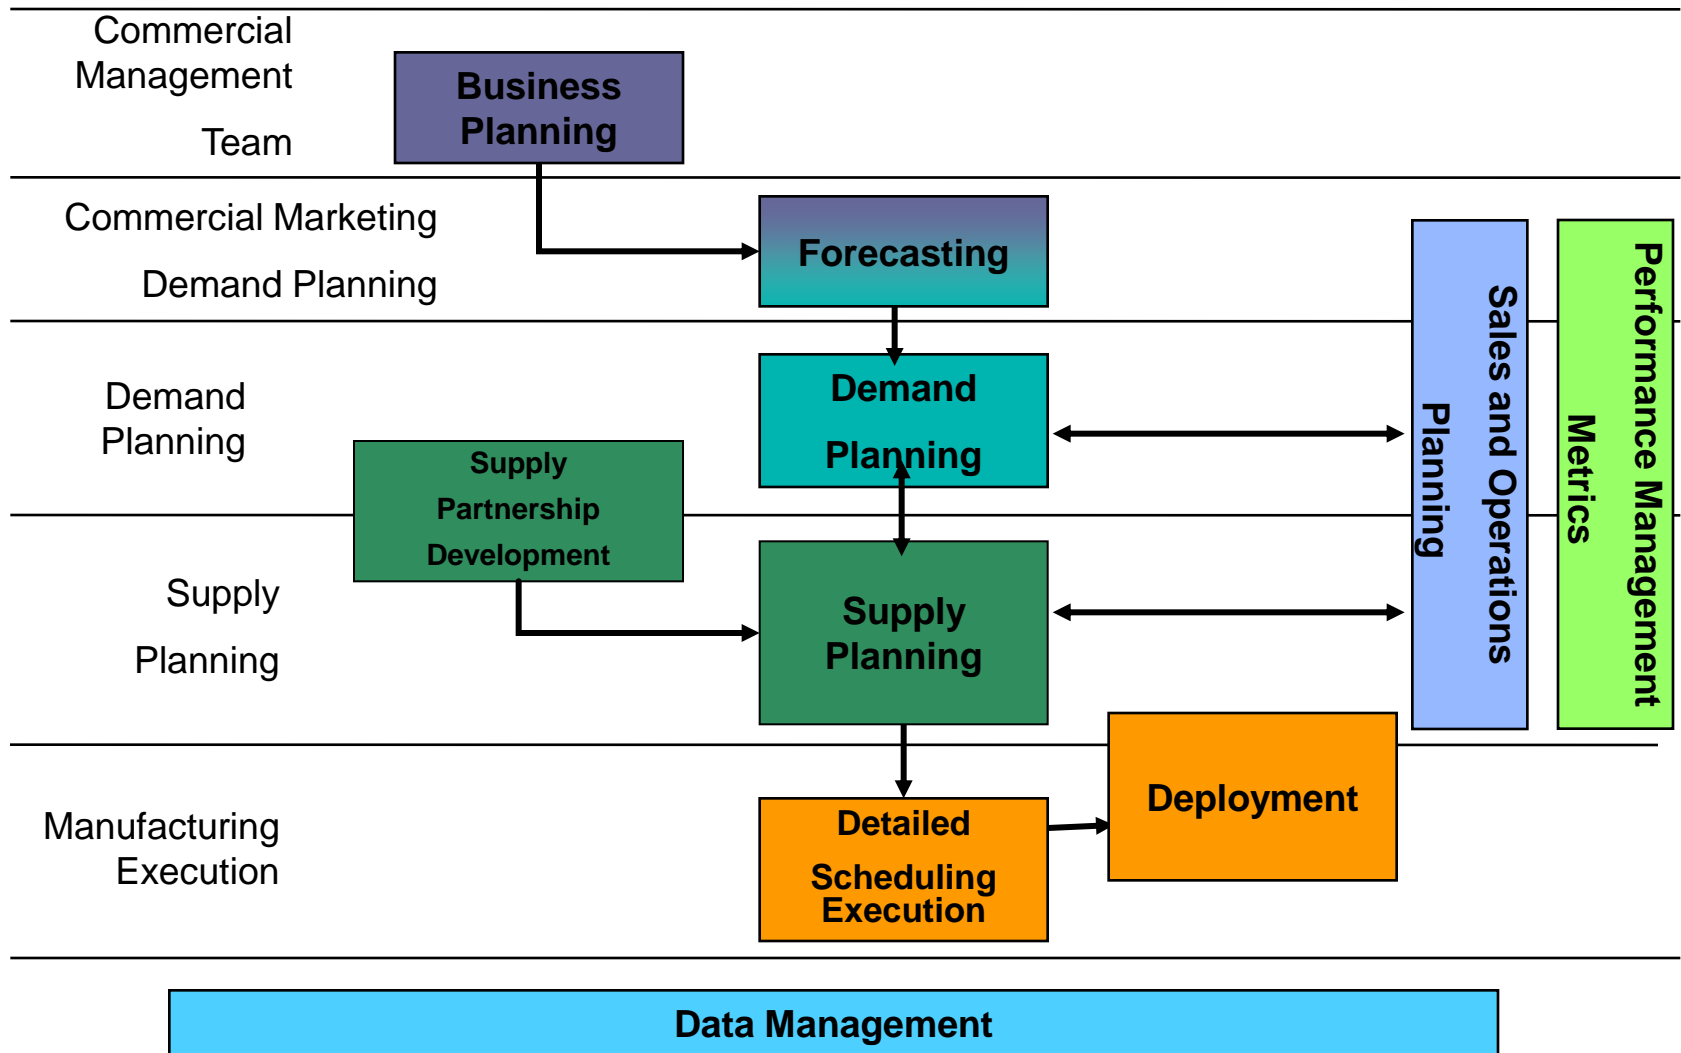 Commercial
Management
Team
Business
Planning
Commercial Marketing
Demand Planning
Forecasting
Demand
Planning
Demand
Planning
Supply
Partnership
Development
Supply
Planning
Supply
Planning
Sales and Operations
Planning
Performance Management
Metrics
Manufacturing
Execution
Detailed
Scheduling
Execution
Deployment
Data Management